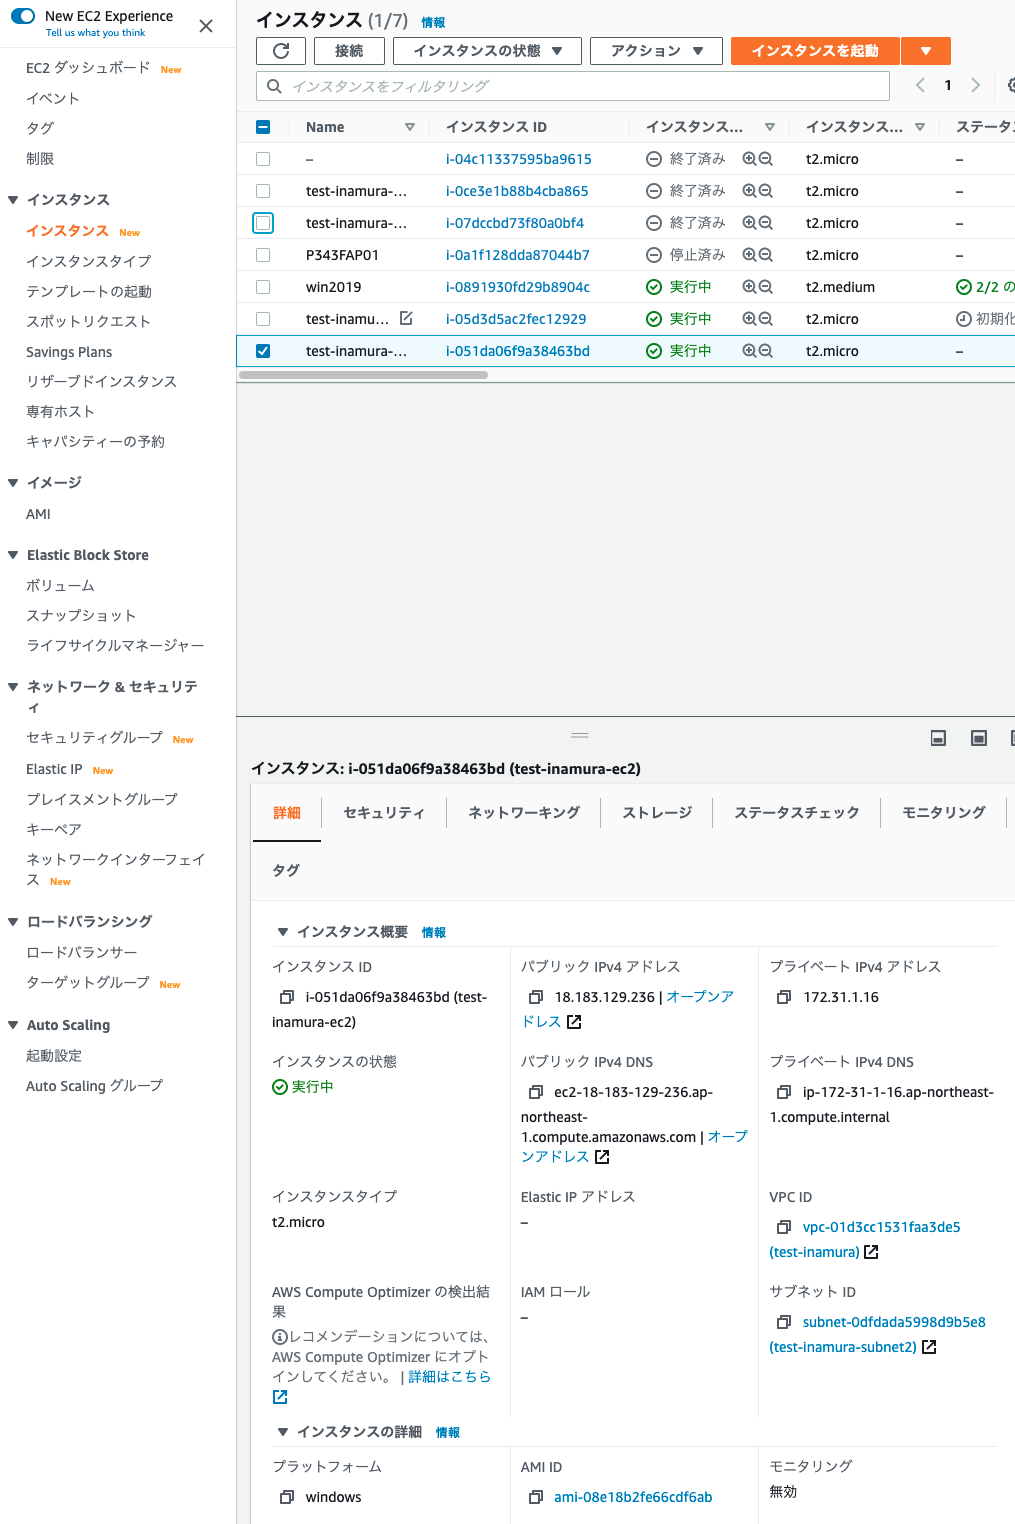 New EC2 Experience
Tell us what you think
EC2 ダッシュボード New
イベント
タグ
制限
インスタンス
インスタンス New
インスタンスタイプ
テンプレートの起動
スポットリクエスト
Savings Plans
リザーブドインスタンス
専有ホスト
キャパシティーの予約
イメージ
AMI
Elastic Block Store
ボリューム
スナップショット
ライフサイクルマネージャー
ネットワーク & セキュリテ
ィ
セキュリティグループ New
Elastic IP New
プレイスメントグループ
キーペア
ネットワークインターフェイ
ス New
ロードバランシング
ロードバランサー
ターゲットグループ New
Auto Scaling
起動設定
Auto Scaling グループ
インスタンス (1/7) 情報
接続 インスタンスの状態 アクション インスタンスを起動
インスタンスをフィルタリング 1
Name インスタンス ID インスタンス... インスタンス... ステータス
– i-04c11337595ba9615 終了済み t2.micro –
test-inamura-... i-0ce3e1b88b4cba865 終了済み t2.micro –
test-inamura-... i-07dccbd73f80a0bf4 終了済み t2.micro –
P343FAP01 i-0a1f128dda87044b7 停止済み t2.micro –
win2019 i-0891930fd29b8904c 実行中 t2.medium 2/2 の
test-inamu... i-05d3d5ac2fec12929 実行中 t2.micro 初期化
test-inamura-... i-051da06f9a38463bd 実行中 t2.micro –
インスタンス: i-051da06f9a38463bd (test-inamura-ec2)
詳細 セキュリティ ネットワーキング ストレージ ステータスチェック モニタリング
タグ
インスタンス概要 情報
インスタンス ID
i-051da06f9a38463bd (test-
inamura-ec2)
パブリック IPv4 アドレス
18.183.129.236 | オープンア
ドレス
プライベート IPv4 アドレス
172.31.1.16
インスタンスの状態
実行中
パブリック IPv4 DNS
ec2-18-183-129-236.ap-
northeast-
1.compute.amazonaws.com | オープ
ンアドレス
プライベート IPv4 DNS
ip-172-31-1-16.ap-northeast-
1.compute.internal
インスタンスタイプ
t2.micro
Elastic IP アドレス
–
VPC ID
vpc-01d3cc1531faa3de5
(test-inamura)
AWS Compute Optimizer の検出結
果
レコメンデーションについては、
AWS Compute Optimizer にオプト
インしてください。 | 詳細はこちら
IAM ロール
–
サブネット ID
subnet-0dfdada5998d9b5e8
(test-inamura-subnet2)
インスタンスの詳細 情報
プラットフォーム
windows
AMI ID
ami-08e18b2fe66cdf6ab
モニタリング
無効